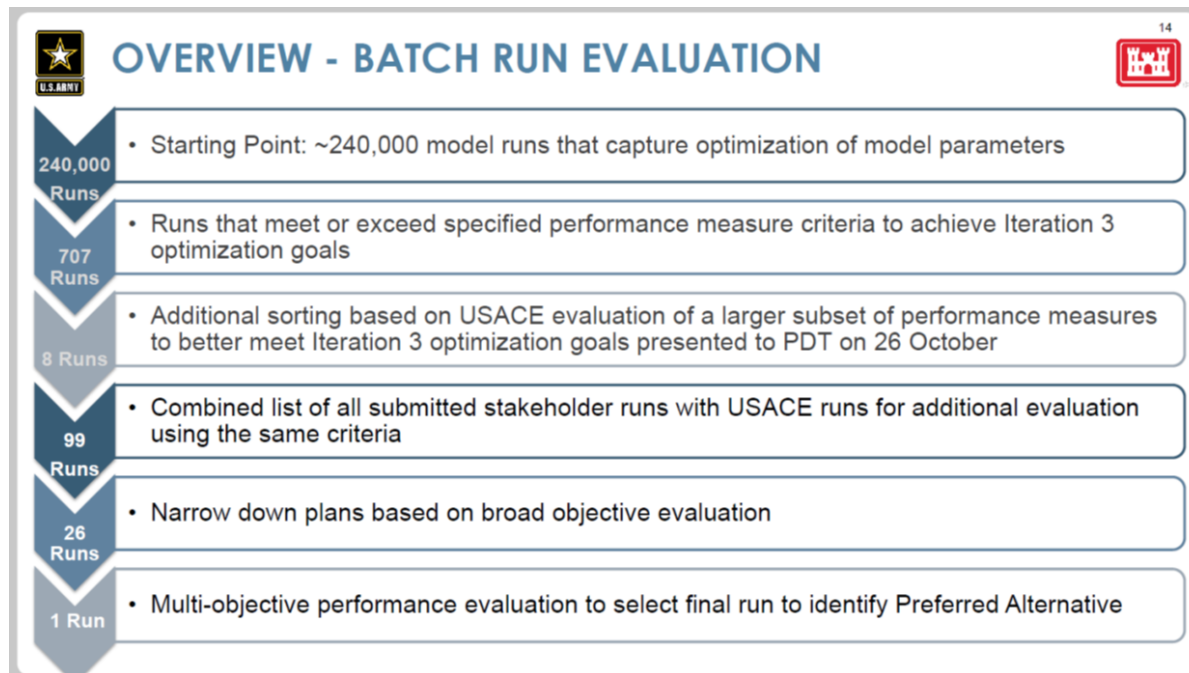 14
OVERVIEW - BATCH RUN EVALUATION
U.S.ARMY
240,000
Runs
• Starting Point: ~240,000 model runs that capture optimization of model parameters
707
Runs
• Runs that meet or exceed specified performance measure criteria to achieve Iteration 3
optimization goals
8 Runs
• Additional sorting based on USACE evaluation of a larger subset of performance measures
to better meet Iteration 3 optimization goals presented to PDT on 26 October
99
Runs
• Combined list of all submitted stakeholder runs with USACE runs for additional evaluation
using the same criteria
26
Runs
• Narrow down plans based on broad objective evaluation
1 Run
• Multi-objective performance evaluation to select final run to identify Preferred Alternative